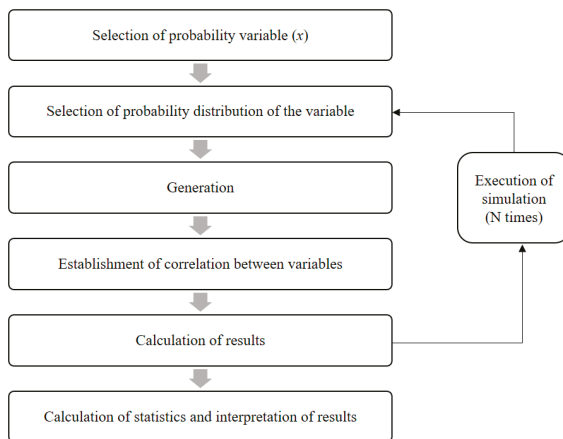 Selection of probability variable (x)
Selection of probability distribution of the variable
Generation
Execution of
simulation
(N times)
Establishment of correlation between variables
Calculation of results
Calculation of statistics and interpretation of results